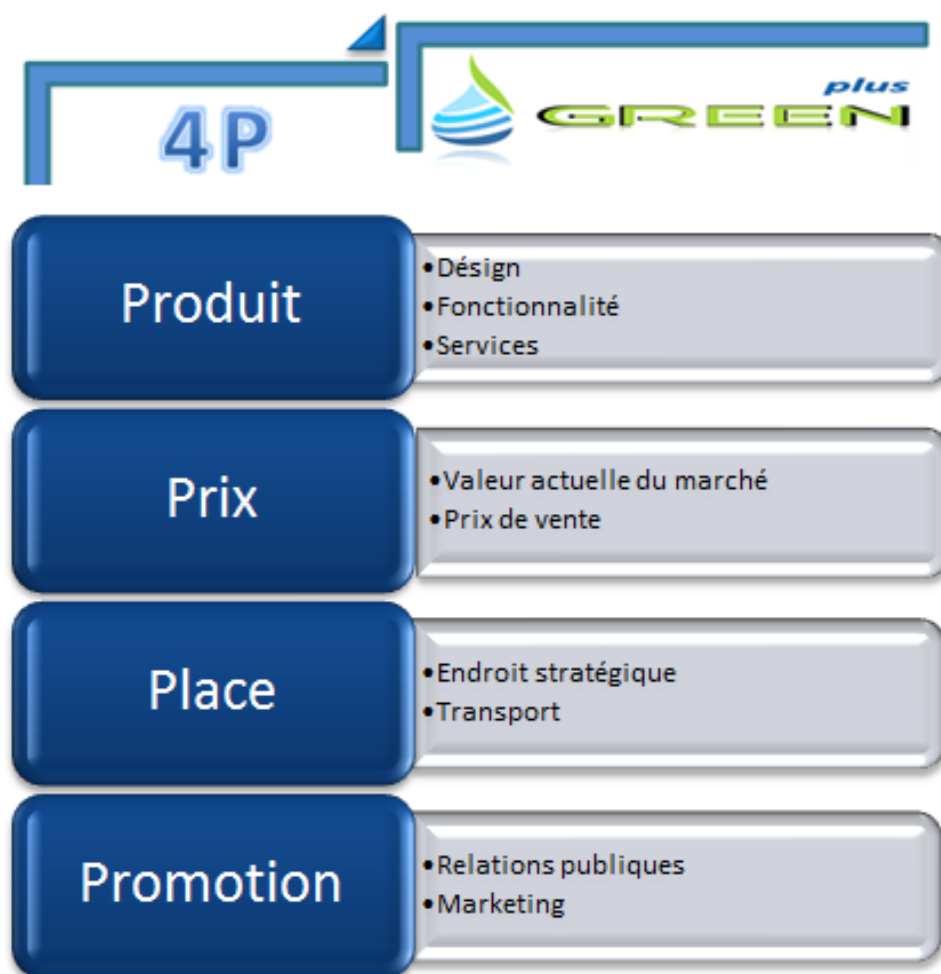 4P
plus
GREEN
Produit
•Désign
•Fonctionnalité
•Services
Prix
•Valeur actuelle du marché
•Prix de vente
Place
•Endroit stratégique
•Transport
Promotion
•Relations publiques
•Marketing